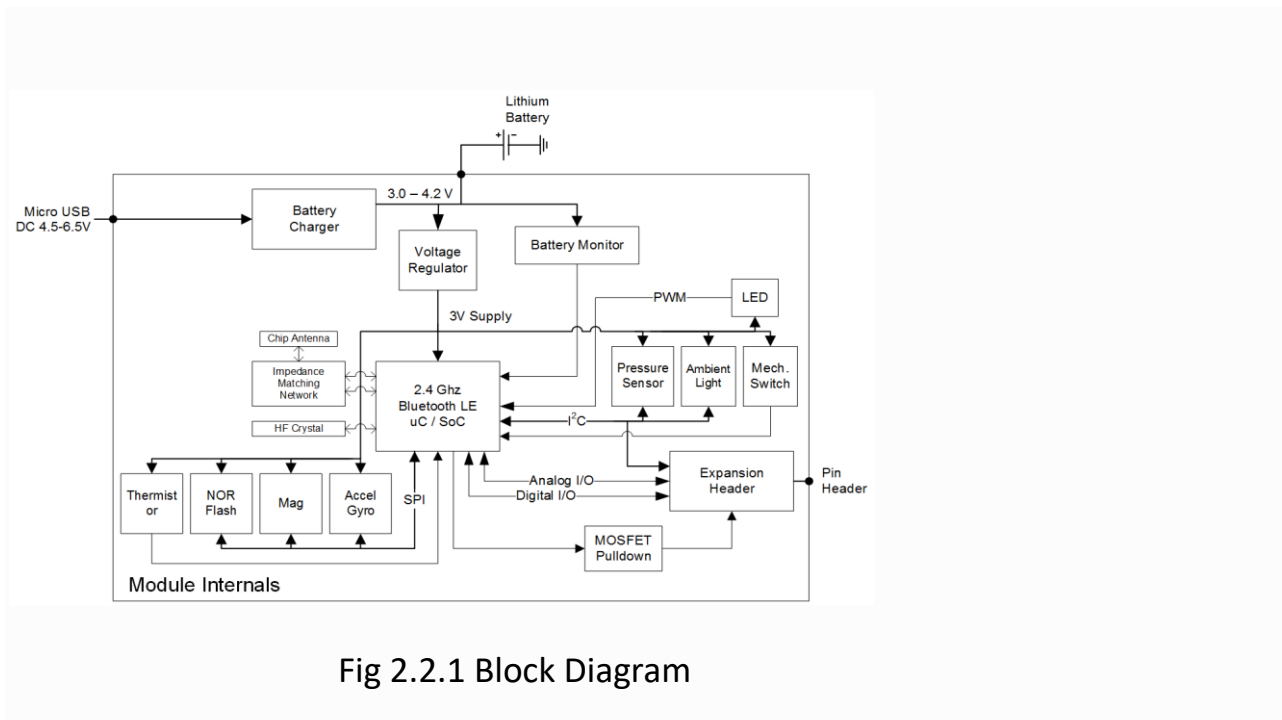 Lithium
Battery
+ -
3.0 – 4.2 V
Micro USB
DC 4.5-6.5V
Battery
Charger
Voltage
Regulator
Battery Monitor
PWM
LED
3V Supply
Chip Antenna
Impedance
Matching
Network
HF Crystal
2.4 Ghz
Bluetooth LE
uC / SoC
Pressure
Sensor
Ambient
Light
Mech.
Switch
I²C
Thermist
or
NOR
Flash
Mag
Accel
Gyro
SPI
Analog I/O
Digital I/O
Expansion
Header
Pin
Header
MOSFET
Pulldown
Module Internals
Fig 2.2.1 Block Diagram